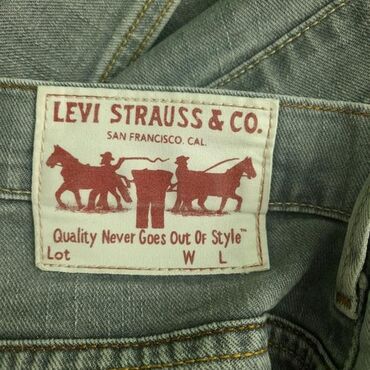 LEVI STRAUSS & CO.
SAN FRANCISCO, CAL.
Quality Never Goes Out Of Style™
Lot W L